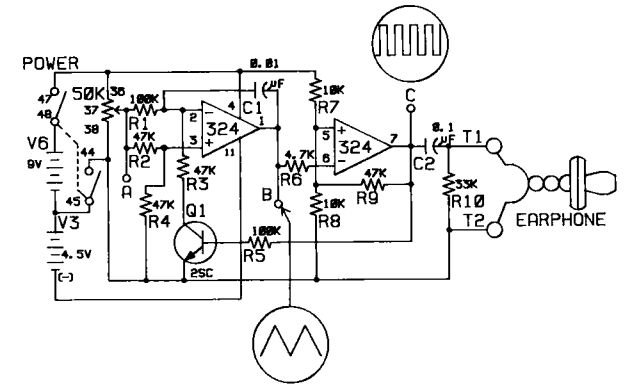 POWER
47
48
V6
9V
44
45
V3
4.5V
(-)
50K
36
37
38
100K
R1
47K
R2
A
47K
R4
47K
R3
Q1
2SC
0.01
µF
C1
2
3
4
11
1
324
-
+
B
4.7K
R6
100K
R5
10K
R7
5
6
7
+
-
324
10K
R8
47K
R9
C
0.1
µF
C2
33K
R10
T1
T2
EARPHONE